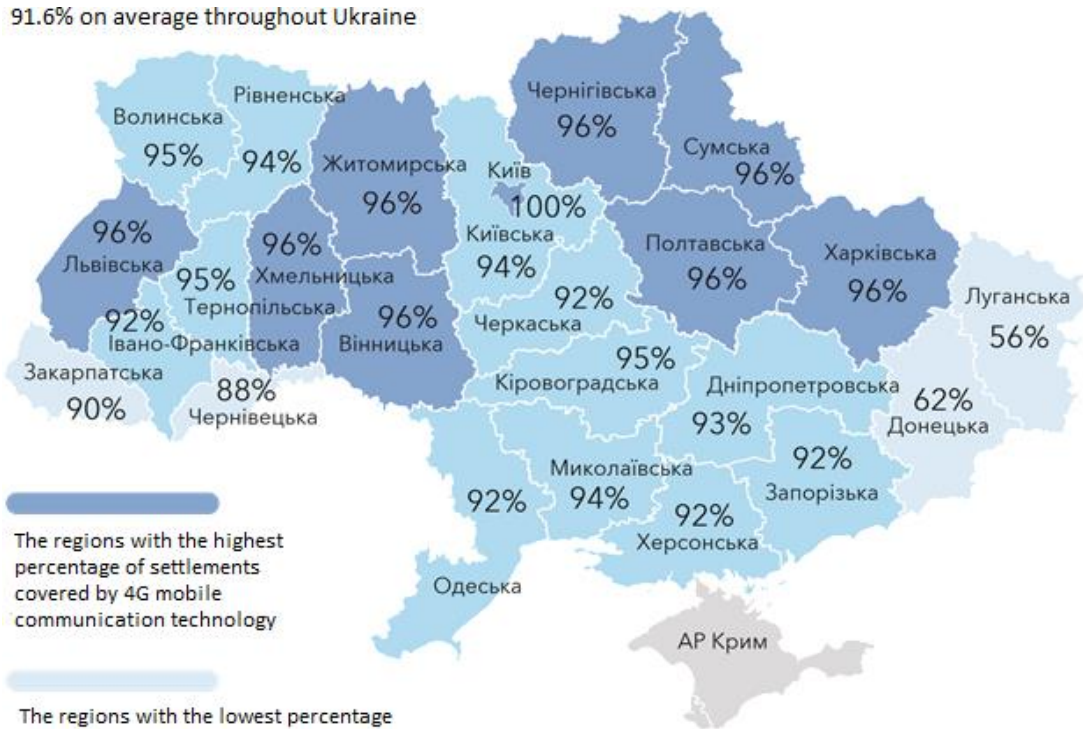 91.6% on average throughout Ukraine
Волинська
95%
Рівненська
94%
Житомирська
96%
Київ
100%
Київська
94%
Чернігівська
96%
Сумська
96%
96%
Львівська
95%
Тернопільська
96%
Хмельницька
96%
Вінницька
92%
Черкаська
Полтавська
96%
Харківська
96%
Луганська
56%
92%
Івано-Франківська
Закарпатська
90%
88%
Чернівецька
95%
Кіровоградська
Дніпропетровська
93%
62%
Донецька
92%
Одеська
Миколаївська
94%
92%
Херсонська
92%
Запорізька
АР Крим
The regions with the highest
percentage of settlements
covered by 4G mobile
communication technology
The regions with the lowest percentage